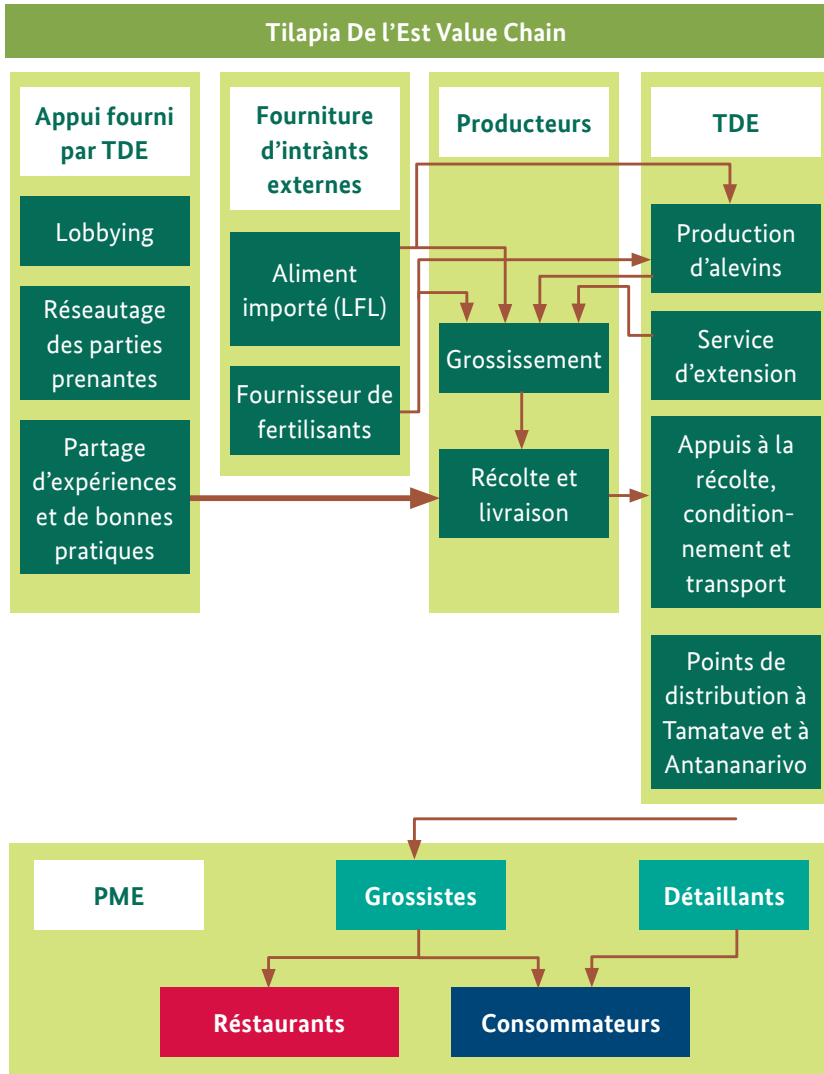 Tilapia De l'Est Value Chain
Appui fourni
par TDE
Lobbying
Réseautage
des parties
prenantes
Partage
d'expériences
et de bonnes
pratiques
Fourniture
d'intrànts
externes
Aliment
importé (LFL)
Fournisseur de
fertilisants
Producteurs
Grossissement
Récolte et
livraison
TDE
Production
d'alevins
Service
d'extension
Appuis à la
récolte,
condition-
nement et
transport
Points de
distribution à
Tamatave et à
Antananarivo
PME
Grossistes
Détaillants
Réstaurants
Consommateurs